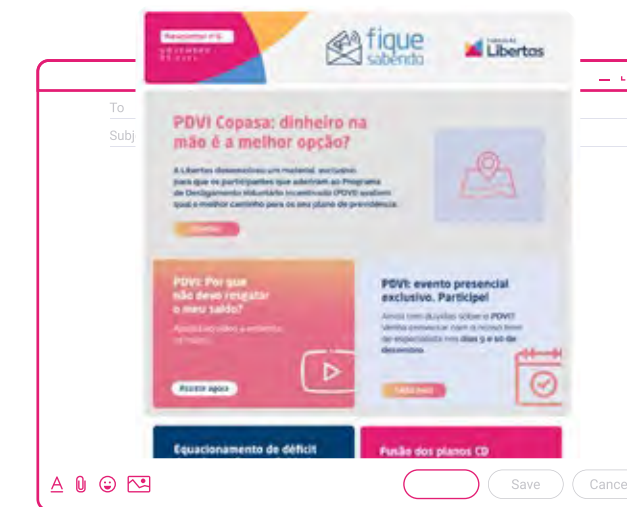 Newsletter nº 6
NOVEMBRO
fique
sabendo
Libertas
To
Subj
PDVI Copasa: dinheiro na
mão é a melhor opção?
A Libertas desenvolveu um material exclusivo
para que os participantes que aderiram ao Programa
de Desligamento Voluntário Incentivado (PDVI) avaliem
qual o melhor caminho para os seu plano de previdência.
PDVI: Por que
não devo resgatar
o meu saldo?
Assista agora
PDVI: evento presencial
exclusivo. Participe!
Ainda tem dúvidas sobre o PDVI?
Venha conversar com o nosso time
de especialista nos dias 9 e 10 de
dezembro.
Equacionamento de déficit
Fusão dos planos CD
Save
Cance